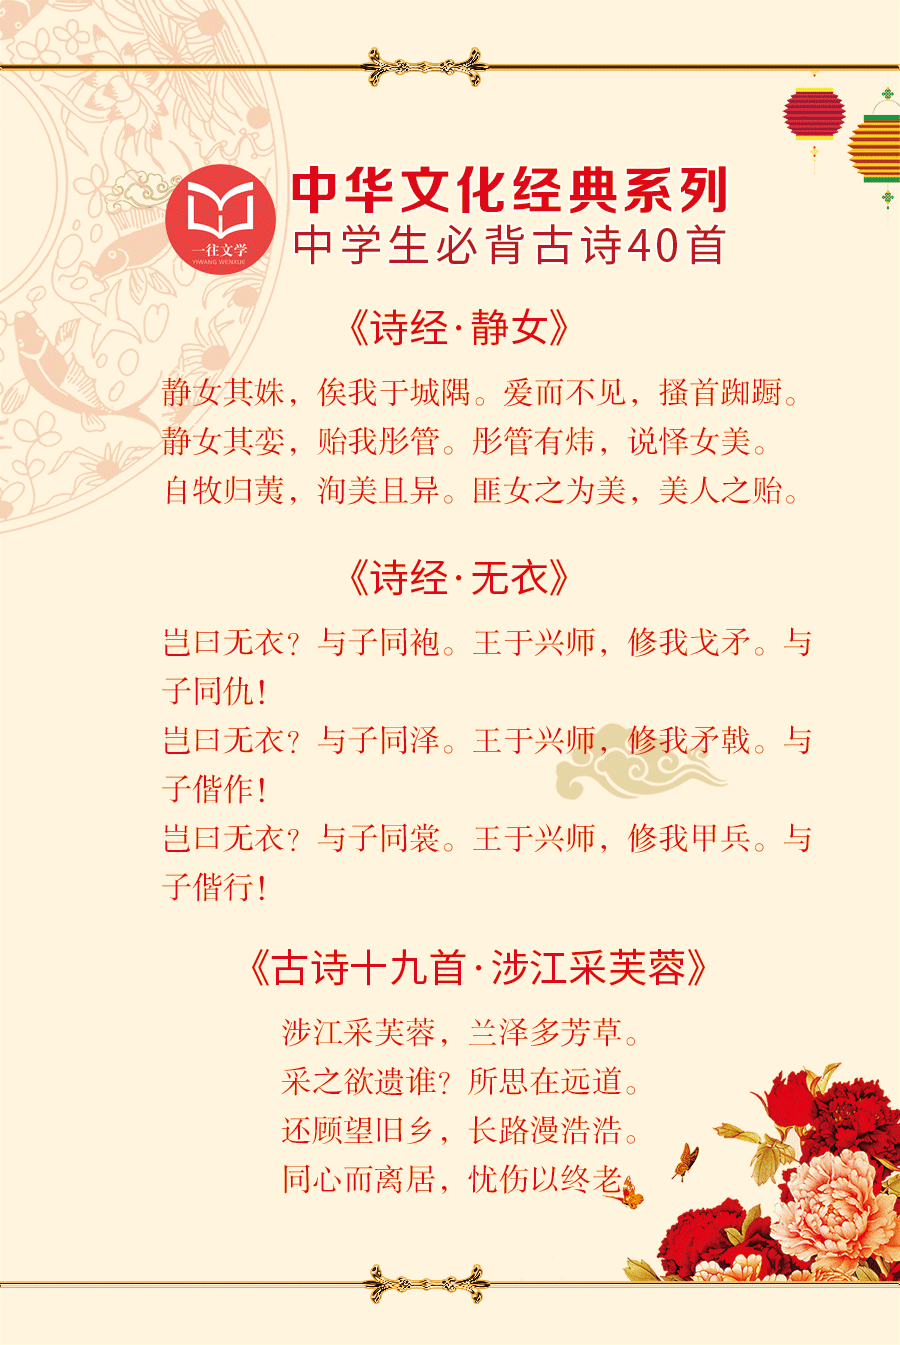 中华文化经典系列
一往文学
YIWANG WENXUE
中学生必背古诗40首
《诗经·静女》
静女其姝，俟我于城隅。爱而不见，搔首踟蹰。
静女其娈，贻我彤管。彤管有炜，说怿女美。
自牧归荑，洵美且异。匪女之为美，美人之贻。
《诗经·无衣》
岂曰无衣？与子同袍。王于兴师，修我戈矛。与
子同仇！
岂曰无衣？与子同泽。王于兴师，修我矛戟。与
子偕作！
岂曰无衣？与子同裳。王于兴师，修我甲兵。与
子偕行！
《古诗十九首·涉江采芙蓉》
涉江采芙蓉，兰泽多芳草。
采之欲遗谁？所思在远道。
还顾望旧乡，长路漫浩浩。
同心而离居，忧伤以终老。